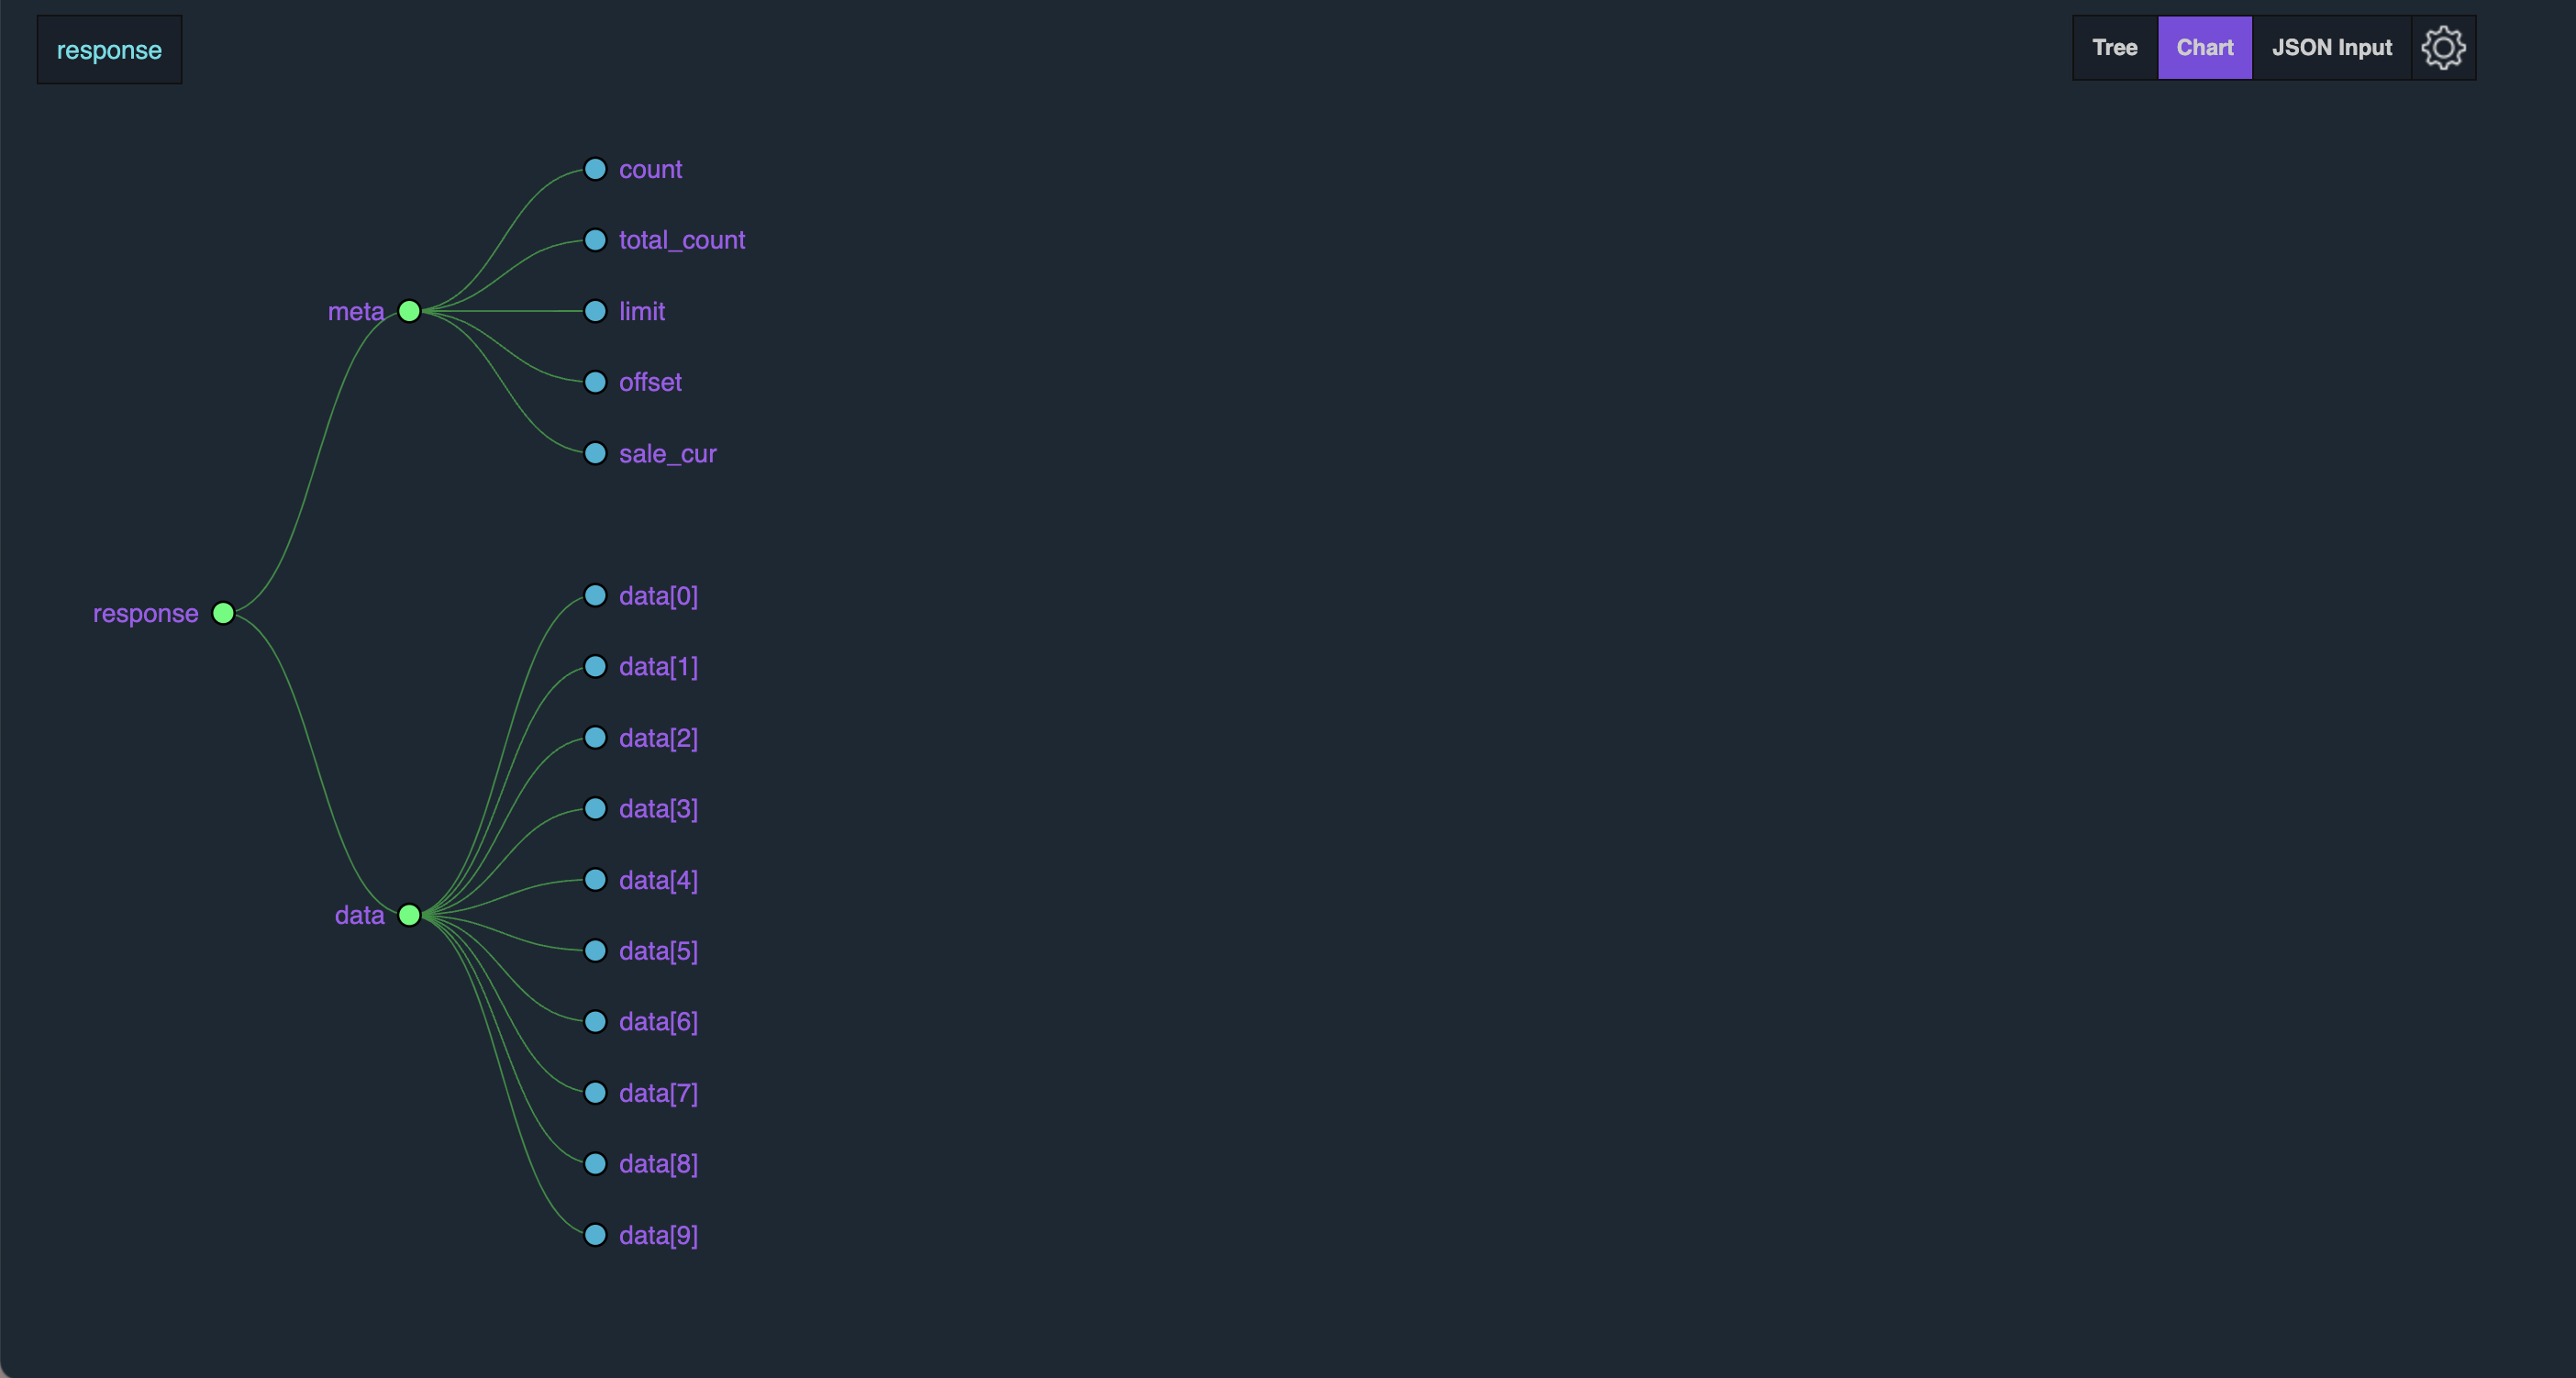 response
Tree Chart JSON Input
count
total_count
meta
limit
offset
sale_cur
response
data[0]
data[1]
data[2]
data[3]
data[4]
data
data[5]
data[6]
data[7]
data[8]
data[9]